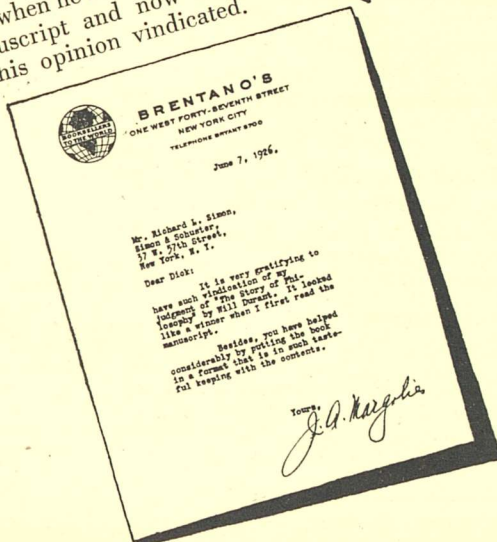 when he
uscript and now
his opinion vindicated.
BOOKSELLERS
TO THE WORLD
BRENTANO'S
ONE WEST FORTY-SEVENTH STREET
NEW YORK CITY
TELEPHONE BRYANT 5700
June 7, 1926.
Mr. Richard L. Simon,
Simon & Schuster,
37 W. 57th Street,
New York, N. Y.
Dear Dick:
It is very gratifying to
have such vindication of my
judgment of "The Story of Phi-
losophy" by Will Durant. It looked
like a winner when I first read the
manuscript.
Besides, you have helped
considerably by putting the book
in a format that is in such taste-
ful keeping with the contents.
Yours,
J. A. Margolies